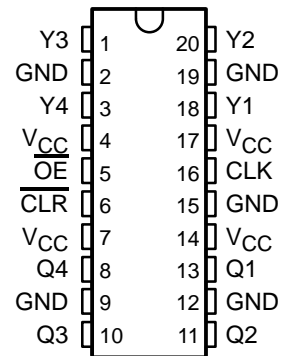 Y3 1 20 Y2
GND 2 19 GND
Y4 3 18 Y1
VCC 4 17 VCC
OE 5 16 CLK
CLR 6 15 GND
VCC 7 14 VCC
Q4 8 13 Q1
GND 9 12 GND
Q3 10 11 Q2